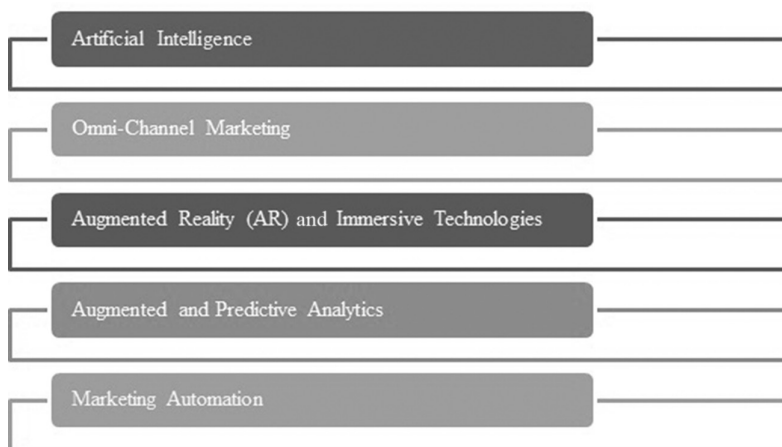 Artificial Intelligence
Omni-Channel Marketing
Augmented Reality (AR) and Immersive Technologies
Augmented and Predictive Analytics
Marketing Automation